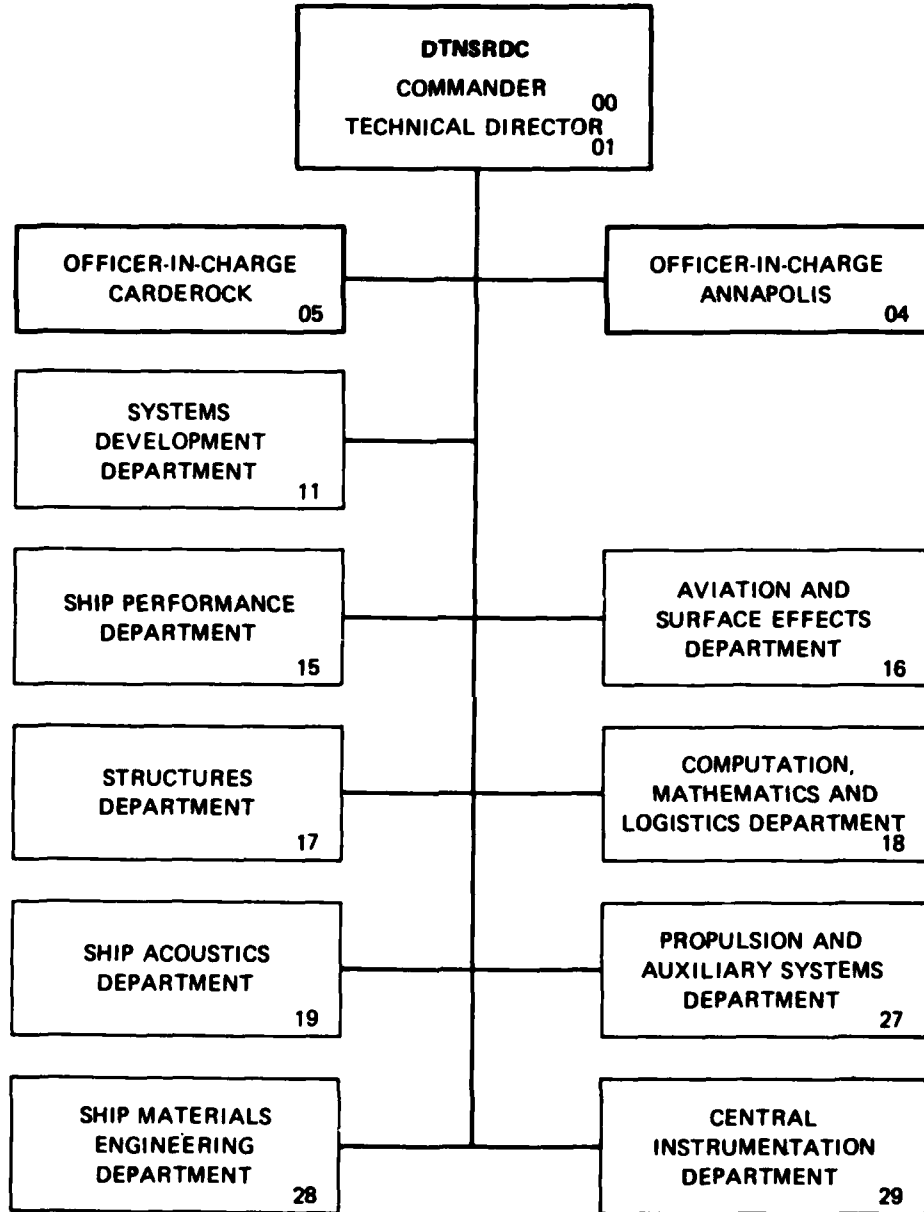 DTNSRDC
COMMANDER
00
TECHNICAL DIRECTOR
01
OFFICER-IN-CHARGE
CARDEROCK
05
OFFICER-IN-CHARGE
ANNAPOLIS
04
SYSTEMS
DEVELOPMENT
DEPARTMENT
11
SHIP PERFORMANCE
DEPARTMENT
15
AVIATION AND
SURFACE EFFECTS
DEPARTMENT
16
STRUCTURES
DEPARTMENT
17
COMPUTATION,
MATHEMATICS AND
LOGISTICS DEPARTMENT
18
SHIP ACOUSTICS
DEPARTMENT
19
PROPULSION AND
AUXILIARY SYSTEMS
DEPARTMENT
27
SHIP MATERIALS
ENGINEERING
DEPARTMENT
28
CENTRAL
INSTRUMENTATION
DEPARTMENT
29